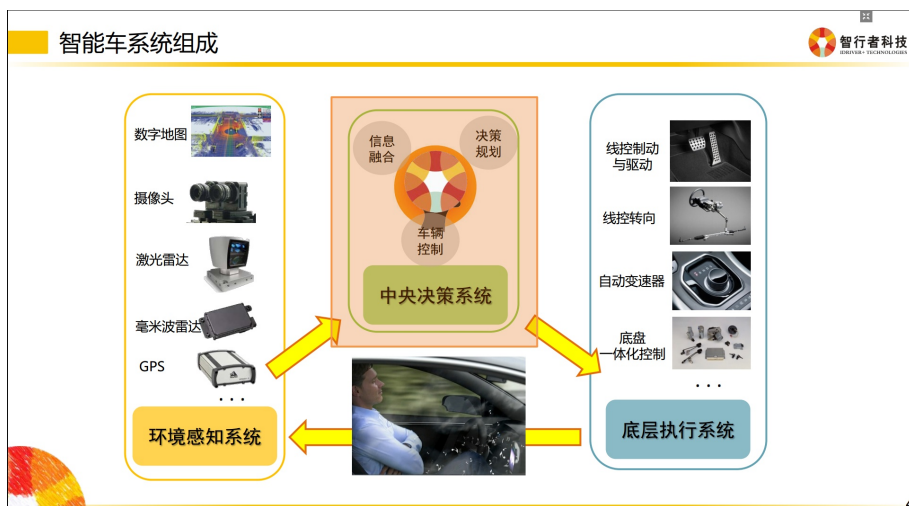 智能车系统组成
智行者科技
IDRIVER+ TECHNOLOGIES
数字地图
摄像头
激光雷达
毫米波雷达
GPS
...
环境感知系统
信息
融合
决策
规划
车辆
控制
中央决策系统
线控制动
与驱动
线控转向
自动变速器
底盘
一体化控制
...
底层执行系统